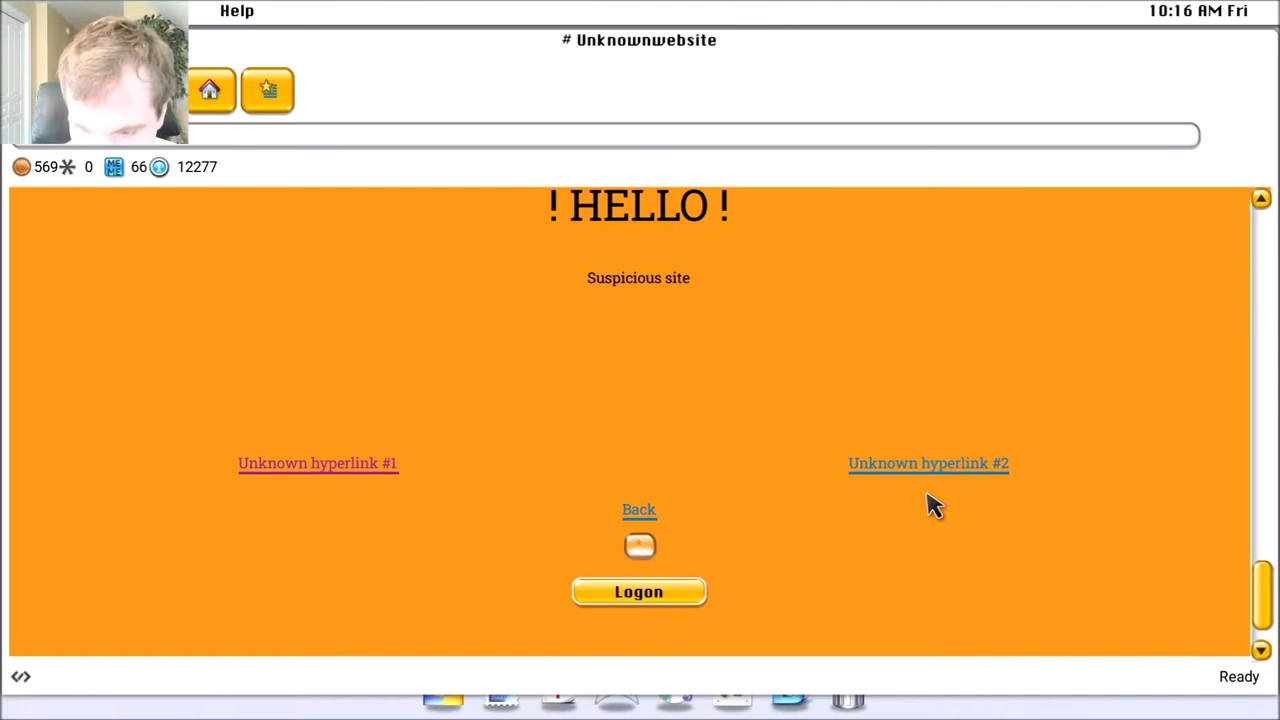 Help
10:16 AM Fri
# Unknownwebsite
569 0 66 12277
! HELLO !
Suspicious site
Unknown hyperlink #1
Unknown hyperlink #2
Back
*
Logon
Ready